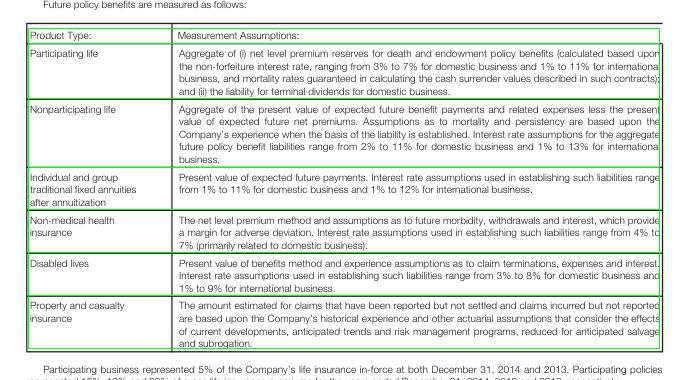 Future policy benefits are measured as follows:
Product Type:
Measurement Assumptions:
Participating life
Aggregate of (i) net level premium reserves for death and endowment policy benefits (calculated based upon
the non-forfeiture interest rate, ranging from 3% to 7% for domestic business and 1% to 11% for international
business, and mortality rates guaranteed in calculating the cash surrender values described in such contracts);
and (ii) the liability for terminal dividends for domestic business.
Nonparticipating life
Aggregate of the present value of expected future benefit payments and related expenses less the present
value of expected future net premiums. Assumptions as to mortality and persistency are based upon the
Company's experience when the basis of the liability is established. Interest rate assumptions for the aggregate
future policy benefit liabilities range from 2% to 11% for domestic business and 1% to 13% for international
business.
Individual and group
traditional fixed annuities
after annuitization
Present value of expected future payments. Interest rate assumptions used in establishing such liabilities range
from 1% to 11% for domestic business and 1% to 12% for international business.
Non-medical health
insurance
The net level premium method and assumptions as to future morbidity, withdrawals and interest, which provide
a margin for adverse deviation. Interest rate assumptions used in establishing such liabilities range from 4% to
7% (primarily related to domestic business).
Disabled lives
Present value of benefits method and experience assumptions as to claim terminations, expenses and interest.
Interest rate assumptions used in establishing such liabilities range from 3% to 8% for domestic business and
1% to 9% for international business.
Property and casualty
insurance
The amount estimated for claims that have been reported but not settled and claims incurred but not reported
are based upon the Company's historical experience and other actuarial assumptions that consider the effects
of current developments, anticipated trends and risk management programs, reduced for anticipated salvage
and subrogation.
Participating business represented 5% of the Company's life insurance in-force at both December 31, 2014 and 2013. Participating policies